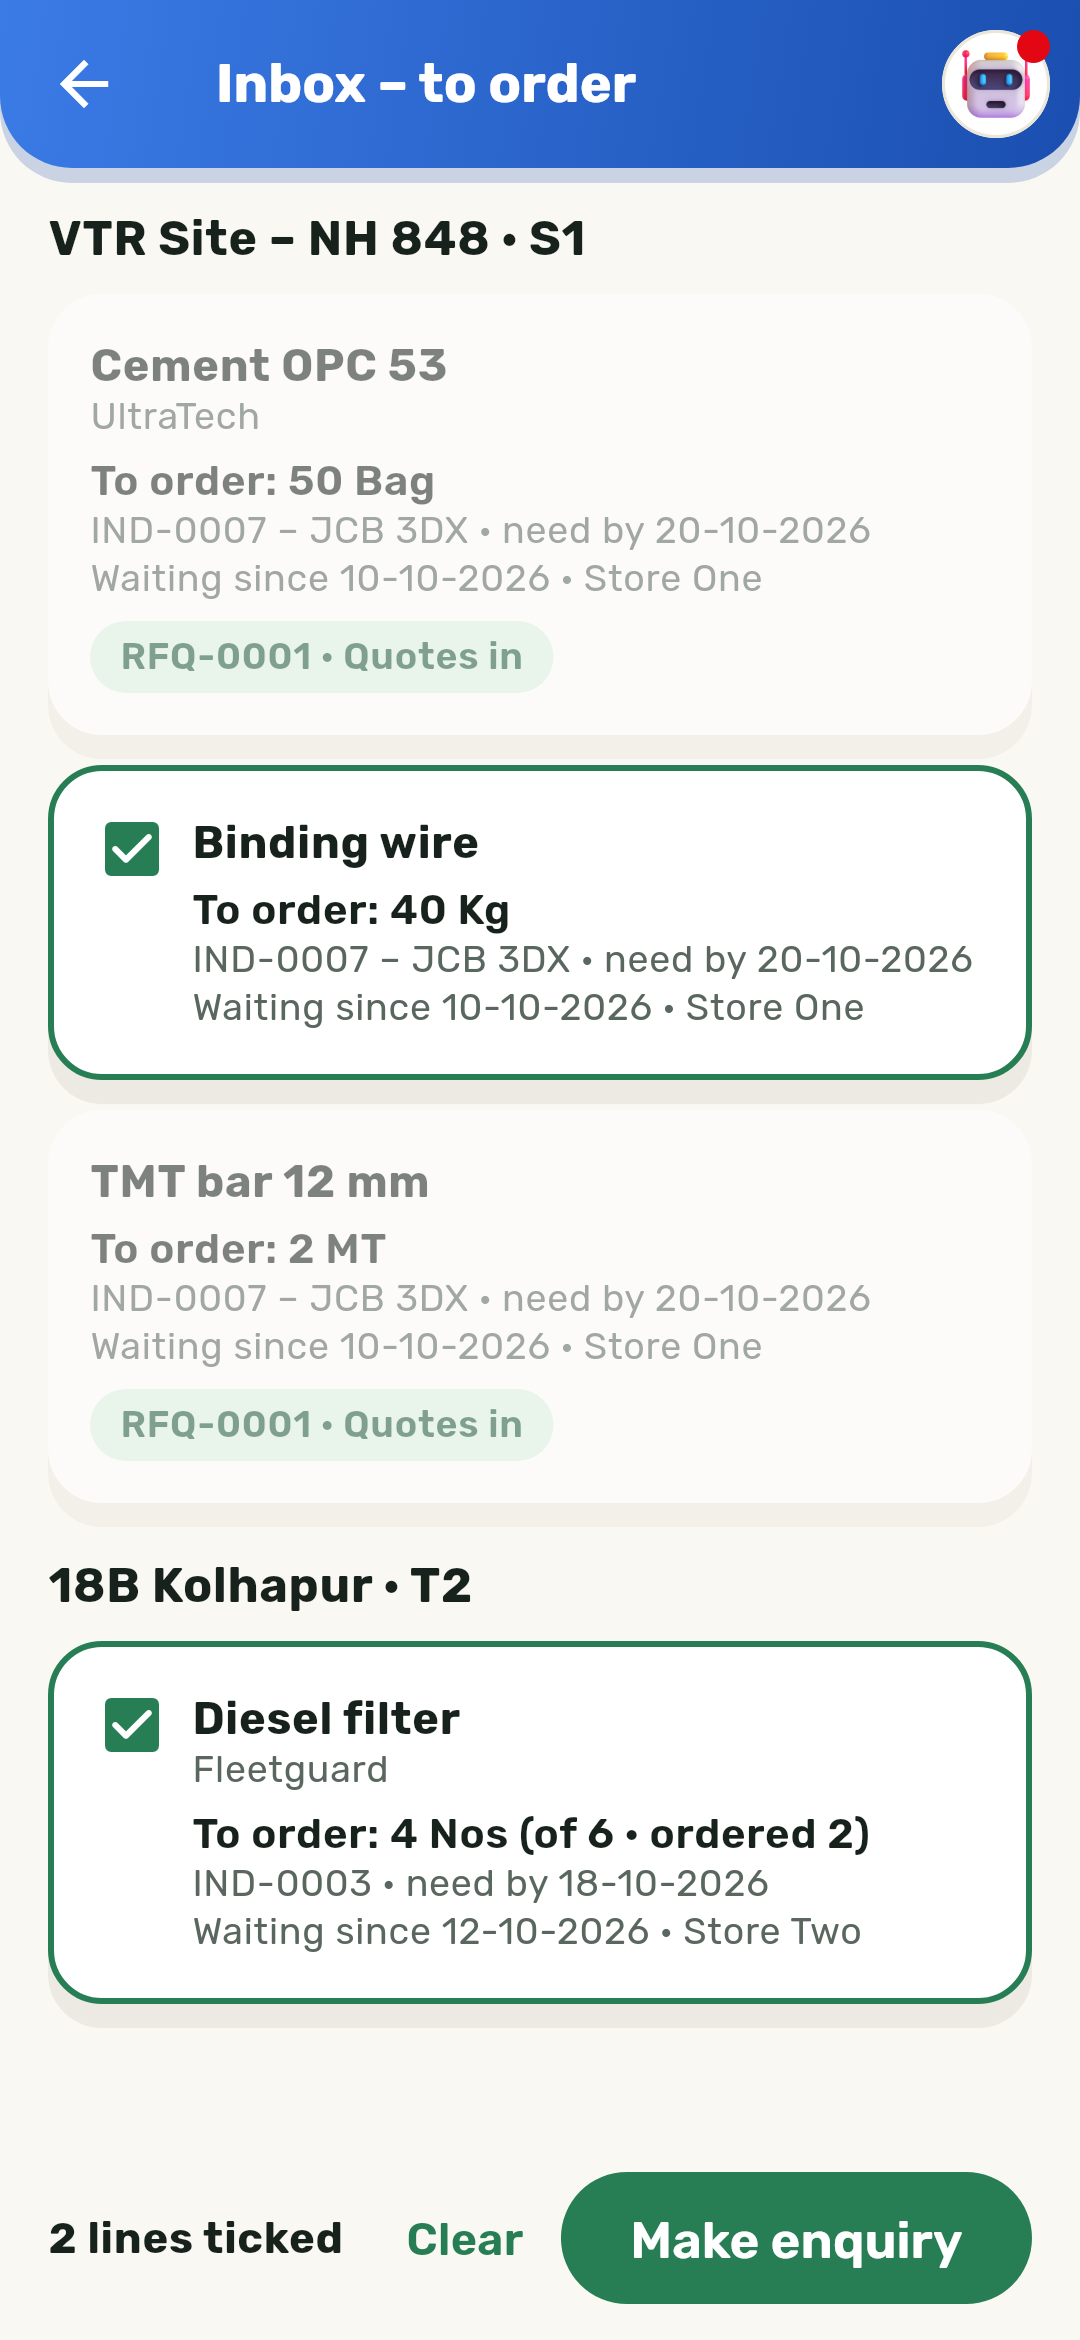 Inbox – to order
VTR Site – NH 848 • S1
Cement OPC 53
UltraTech
To order: 50 Bag
IND-0007 – JCB 3DX • need by 20-10-2026
Waiting since 10-10-2026 • Store One
RFQ-0001 • Quotes in
Binding wire
To order: 40 Kg
IND-0007 – JCB 3DX • need by 20-10-2026
Waiting since 10-10-2026 • Store One
TMT bar 12 mm
To order: 2 MT
IND-0007 – JCB 3DX • need by 20-10-2026
Waiting since 10-10-2026 • Store One
RFQ-0001 • Quotes in
18B Kolhapur • T2
Diesel filter
Fleetguard
To order: 4 Nos (of 6 • ordered 2)
IND-0003 • need by 18-10-2026
Waiting since 12-10-2026 • Store Two
2 lines ticked
Clear
Make enquiry